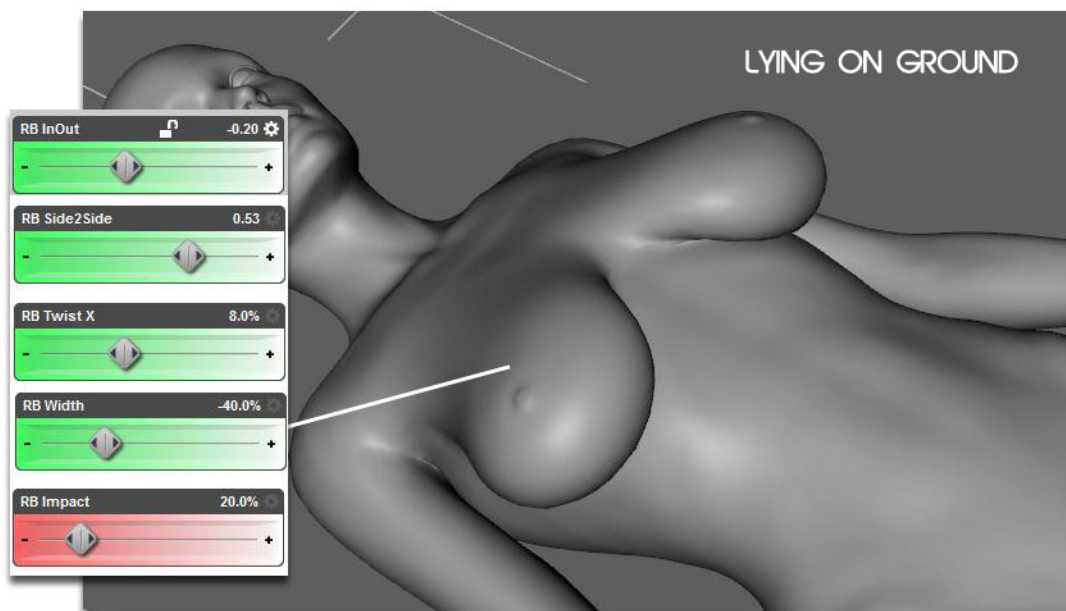 LYING ON GROUND
RB InOut -0.20
- +
RB Side2Side 0.53
- +
RB Twist X 8.0%
- +
RB Width -40.0%
- +
RB Impact 20.0%
- +